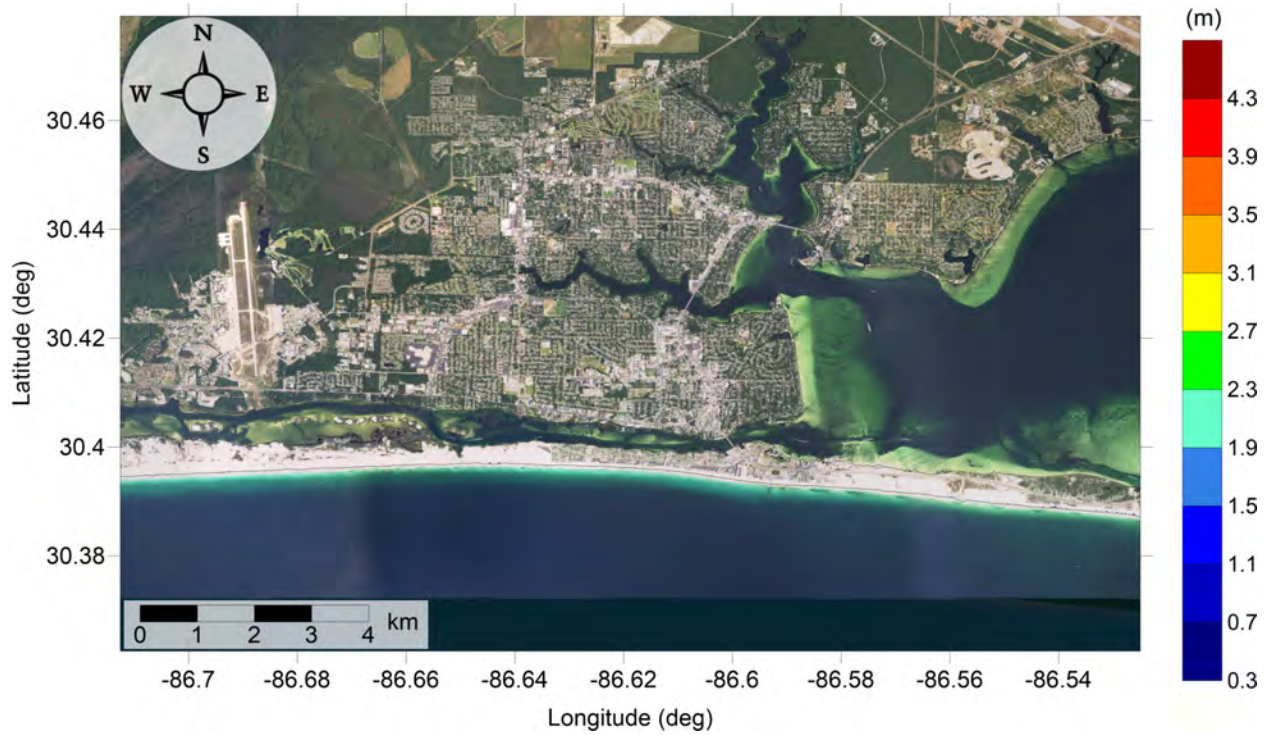 (m)
N
W E
S
4.3
3.9
3.5
3.1
2.7
2.3
1.9
1.5
1.1
0.7
0.3
30.46
30.44
30.42
30.4
30.38
Latitude (deg)
0 1 2 3 4 km
-86.7 -86.68 -86.66 -86.64 -86.62 -86.6 -86.58 -86.56 -86.54
Longitude (deg)